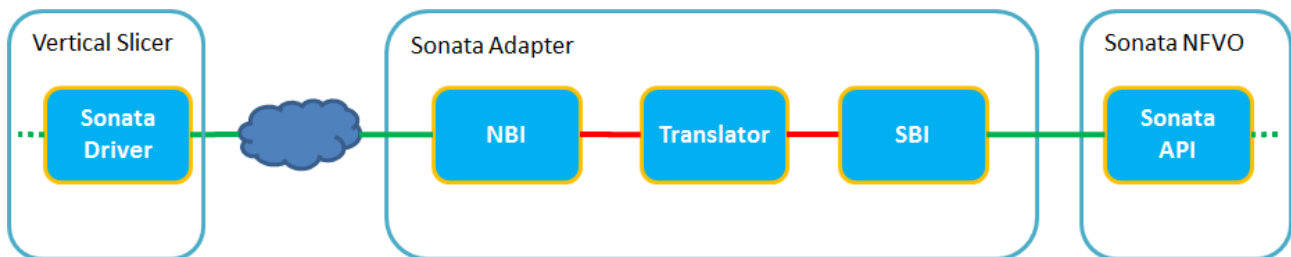 Vertical Slicer
Sonata Adapter
Sonata NFVO
Sonata
Driver
NBI
Translator
SBI
Sonata
API